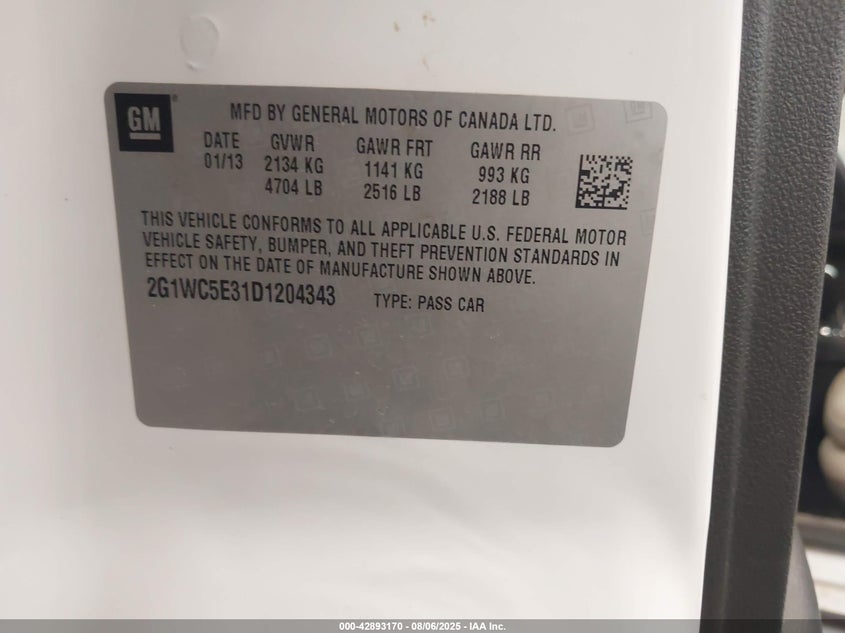 GM
MFD BY GENERAL MOTORS OF CANADA LTD.
DATE GVWR GAWR FRT GAWR RR
01/13 2134 KG 1141 KG 993 KG
4704 LB 2516 LB 2188 LB
THIS VEHICLE CONFORMS TO ALL APPLICABLE U.S. FEDERAL MOTOR
VEHICLE SAFETY, BUMPER, AND THEFT PREVENTION STANDARDS IN
EFFECT ON THE DATE OF MANUFACTURE SHOWN ABOVE.
2G1WC5E31D1204343 TYPE: PASS CAR
000-42893170 - 08/06/2025 - IAA Inc.